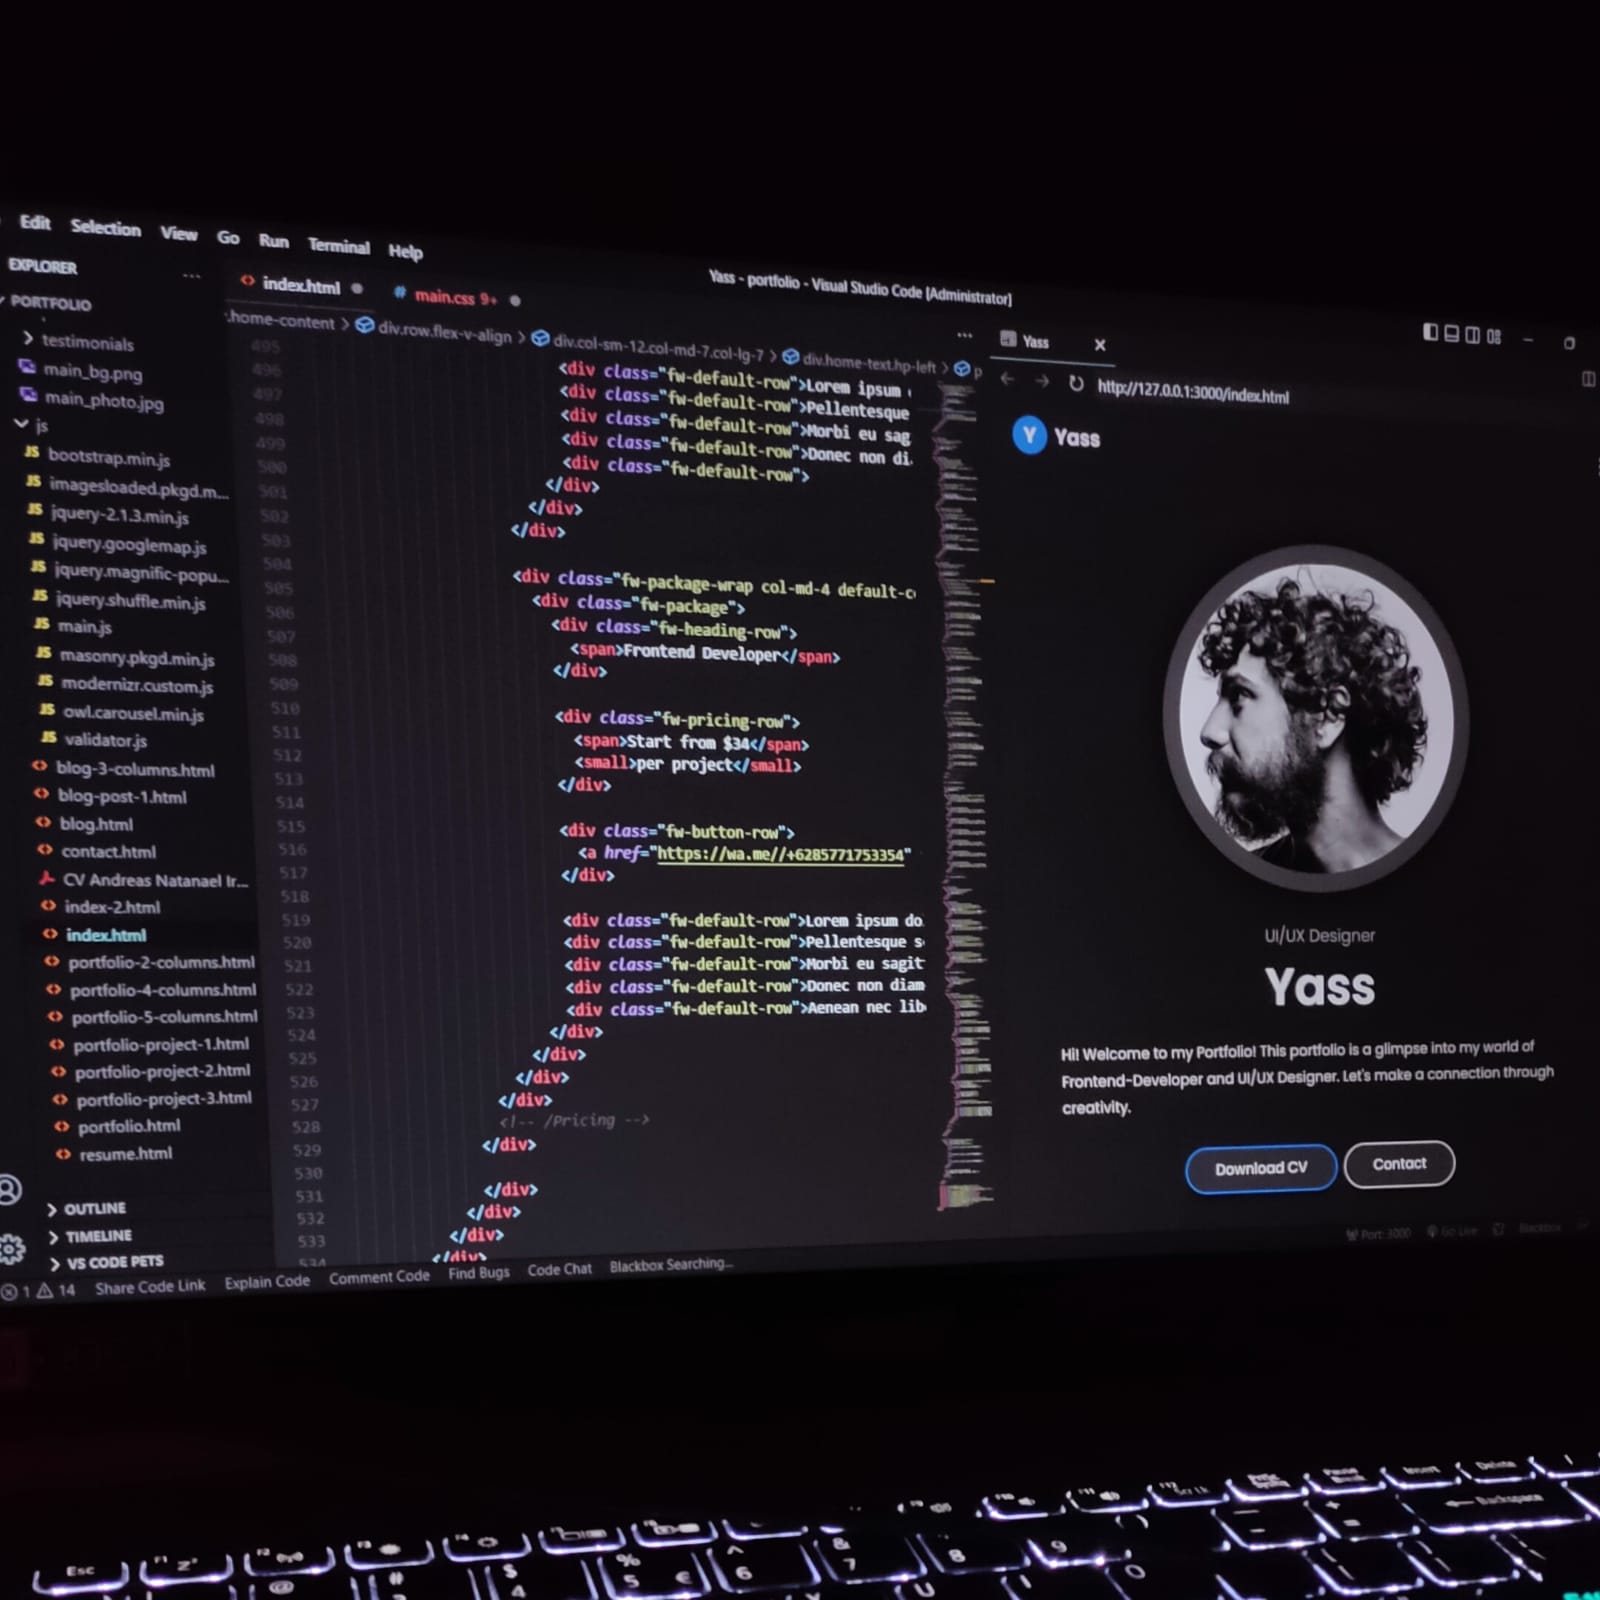 Edit Selection View Go Run Terminal Help
Yass - portfolio - Visual Studio Code [Administrator]
EXPLORER
PORTFOLIO
testimonials
main_bg.png
main_photo.jpg
js
bootstrap.min.js
imagesloaded.pkgd.m...
jquery-2.1.3.min.js
jquery.googlemap.js
jquery.magnific-popu...
jquery.shuffle.min.js
main.js
masonry.pkgd.min.js
modernizr.custom.js
owl.carousel.min.js
validator.js
blog-3-columns.html
blog-post-1.html
blog.html
contact.html
CV Andreas Natanael Ir...
index-2.html
index.html
portfolio-2-columns.html
portfolio-4-columns.html
portfolio-5-columns.html
portfolio-project-1.html
portfolio-project-2.html
portfolio-project-3.html
portfolio.html
resume.html
OUTLINE
TIMELINE
VS CODE PETS
index.html
main.css 9+
.home-content > div.row.flex-v-align > div.col-sm-12.col-md-7.col-lg-7 > div.home-text.hp-left > p
495
496 <div class="fw-default-row">Lorem ipsum
497 <div class="fw-default-row">Pellentesque
498 <div class="fw-default-row">Morbi eu sag
499 <div class="fw-default-row">Donec non di
500 <div class="fw-default-row">
501 </div>
502 </div>
503 </div>
504
505 <div class="fw-package-wrap col-md-4 default-c
506 <div class="fw-package">
507 <div class="fw-heading-row">
508 <span>Frontend Developer</span>
509 </div>
510
511 <div class="fw-pricing-row">
512 <span>Start from $34</span>
513 <small>per project</small>
514 </div>
515
516 <div class="fw-button-row">
517 <a href="https://wa.me//+6285771753354"
518 </div>
519
520 <div class="fw-default-row">Lorem ipsum do
521 <div class="fw-default-row">Pellentesque s
522 <div class="fw-default-row">Morbi eu sagit
523 <div class="fw-default-row">Donec non diam
524 <div class="fw-default-row">Aenean nec lib
525 </div>
526 </div>
527 </div>
528 </div>
529 <!-- /Pricing -->
530 </div>
531
532 </div>
533 </div>
534 </div>
</div>
Yass
http://127.0.0.1:3000/index.html
Y Yass
UI/UX Designer
Yass
Hi! Welcome to my Portfolio! This portfolio is a glimpse into my world of
Frontend-Developer and UI/UX Designer. Let's make a connection through
creativity.
Download CV
Contact
1 14 Share Code Link Explain Code Comment Code Find Bugs Code Chat Blackbox Searching...
Port: 3000 Go Live Blackbox
Esc F1 F2
Insert Delete
Backspace
@ # $ 4 % 5 € ^ 6 & 7 8 9
U I O